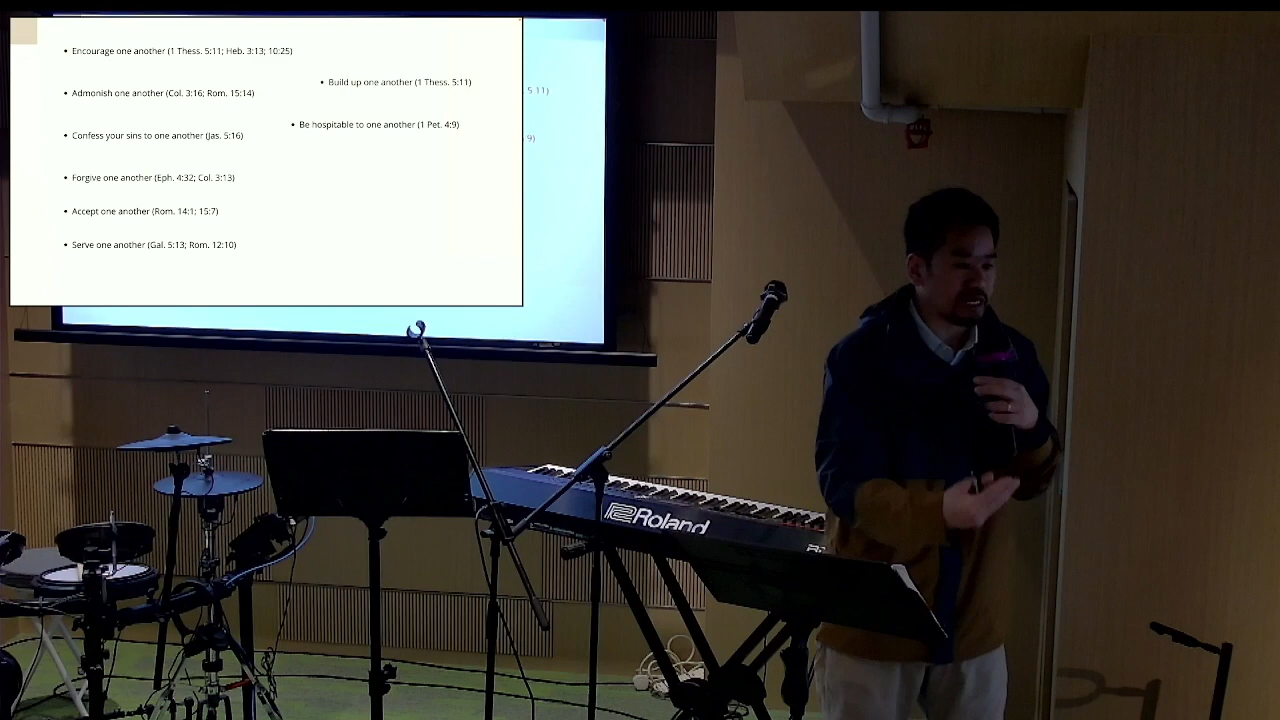 • Encourage one another (1 Thess. 5:11; Heb. 3:13; 10:25)
• Build up one another (1 Thess. 5:11)
• Admonish one another (Col. 3:16; Rom. 15:14)
• Be hospitable to one another (1 Pet. 4:9)
• Confess your sins to one another (Jas. 5:16)
• Forgive one another (Eph. 4:32; Col. 3:13)
• Accept one another (Rom. 14:1; 15:7)
• Serve one another (Gal. 5:13; Rom. 12:10)
5 11)
9)
Roland